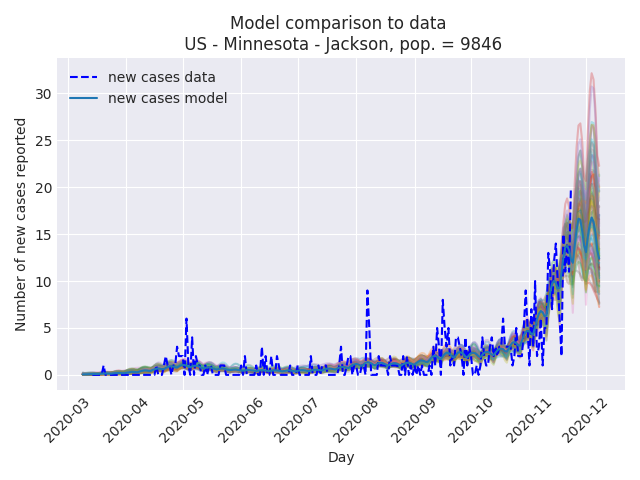 Model comparison to data
US - Minnesota - Jackson, pop. = 9846
new cases data
new cases model
Number of new cases reported
30
25
20
15
10
5
0
2020-03
2020-04
2020-05
2020-06
2020-07
2020-08
2020-09
2020-10
2020-11
2020-12
Day